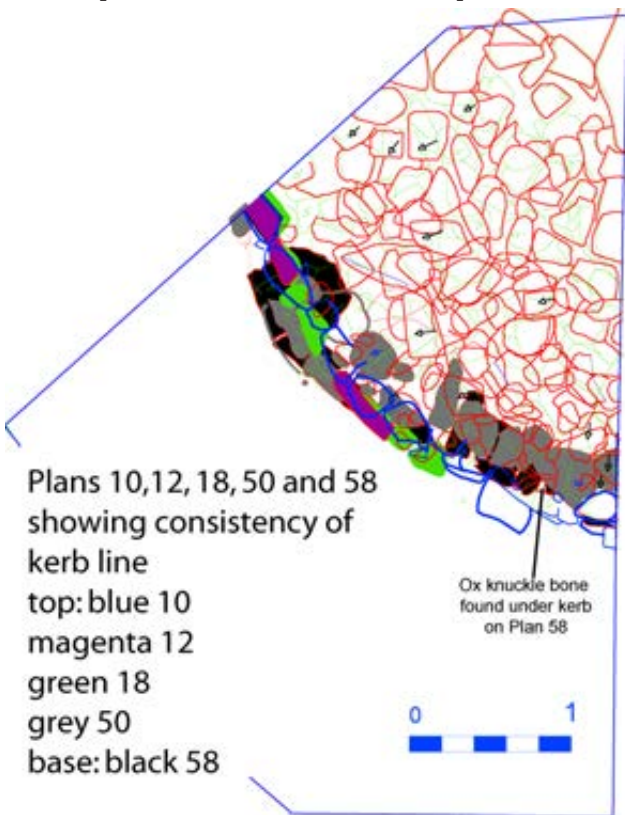 Plans 10,12, 18, 50 and 58
showing consistency of
kerb line
top: blue 10
magenta 12
green 18
grey 50
base: black 58
Ox knuckle bone
found under kerb
on Plan 58
0 1